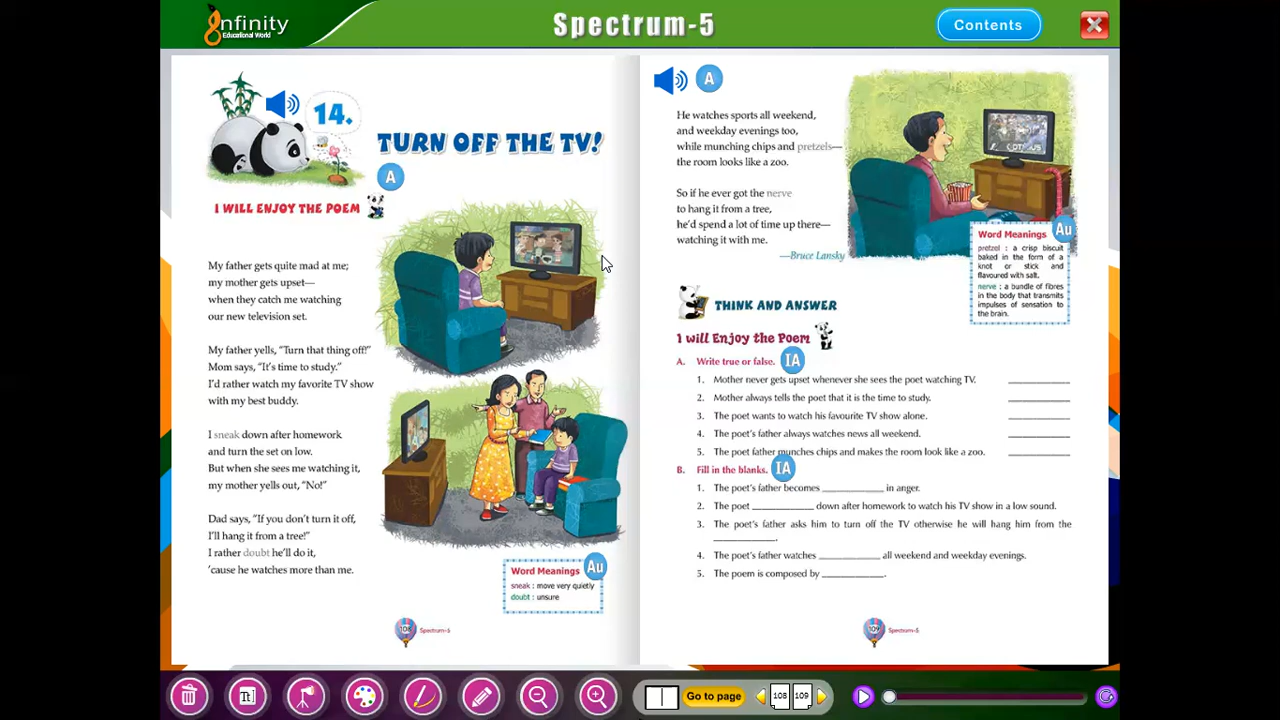 infinity
Educational World
Spectrum-5
Contents
14.
TURN OFF THE TV!
A
I WILL ENJOY THE POEM
My father gets quite mad at me;
my mother gets upset—
when they catch me watching
our new television set.
My father yells, “Turn that thing off!”
Mom says, “It’s time to study.”
I’d rather watch my favorite TV show
with my best buddy.
I sneak down after homework
and turn the set on low.
But when she sees me watching it,
my mother yells out, “No!”
Dad says, “If you don’t turn it off,
I’ll hang it from a tree!”
I rather doubt he’ll do it,
’cause he watches more than me.
Au
Word Meanings
sneak : move very quietly
doubt : unsure
108
A
He watches sports all weekend,
and weekday evenings too,
while munching chips and pretzels—
the room looks like a zoo.
So if he ever got the nerve
to hang it from a tree,
he’d spend a lot of time up there—
watching it with me.
—Bruce Lansky
Au
Word Meanings
pretzel : a crisp biscuit
baked in the form of a
knot or stick and
flavoured with salt.
nerve : a bundle of fibres
in the body that transmits
impulses of sensation to
the brain.
THINK AND ANSWER
I will Enjoy the Poem
A. Write true or false. IA
1. Mother never gets upset whenever she sees the poet watching TV. ____________
2. Mother always tells the poet that it is the time to study. ____________
3. The poet wants to watch his favourite TV show alone. ____________
4. The poet’s father always watches news all weekend. ____________
5. The poet father munches chips and makes the room look like a zoo. ____________
B. Fill in the blanks. IA
1. The poet’s father becomes ____________ in anger.
2. The poet ____________ down after homework to watch his TV show in a low sound.
3. The poet’s father asks him to turn off the TV otherwise he will hang him from the
____________.
4. The poet’s father watches ____________ all weekend and weekday evenings.
5. The poem is composed by ____________.
109
Spectrum-5
Tt
Go to page
108 109